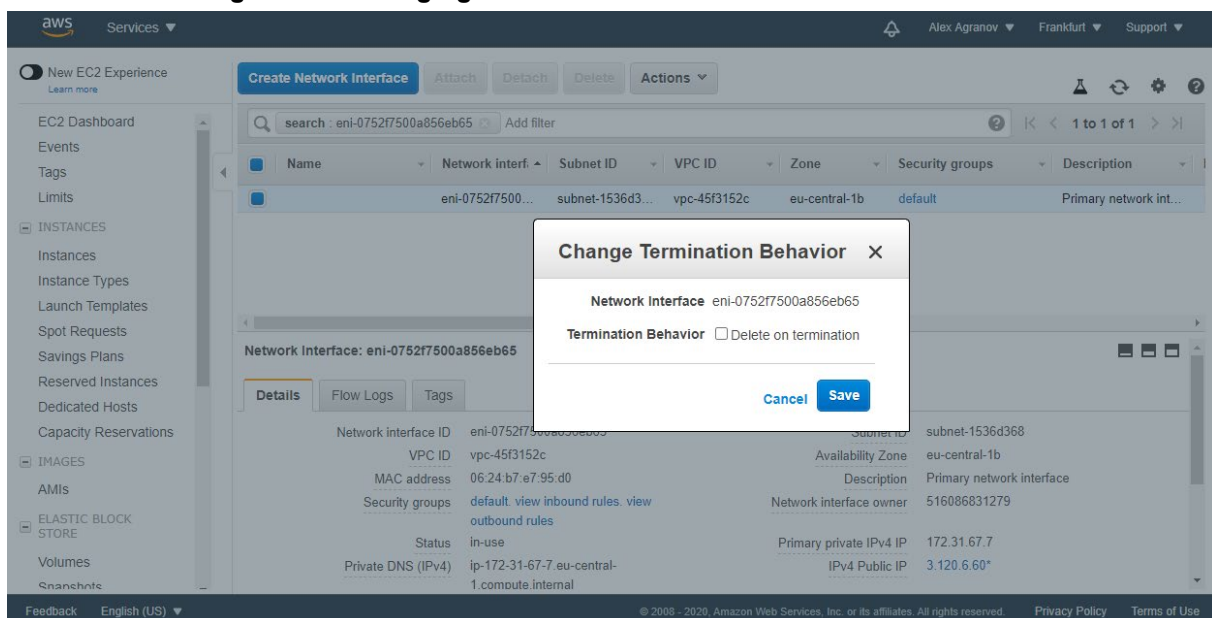 aws Services Alex Agranov Frankfurt Support
New EC2 Experience
Learn more
Create Network Interface Attach Detach Delete Actions
EC2 Dashboard
Events
Tags
Limits
INSTANCES
Instances
Instance Types
Launch Templates
Spot Requests
Savings Plans
Reserved Instances
Dedicated Hosts
Capacity Reservations
IMAGES
AMIs
ELASTIC BLOCK
STORE
Volumes
Snapshots
search : eni-0752f7500a856eb65 Add filter 1 to 1 of 1
Name Network interf Subnet ID VPC ID Zone Security groups Description
eni-0752f7500... subnet-1536d3... vpc-45f3152c eu-central-1b default Primary network int...
Change Termination Behavior
Network Interface eni-0752f7500a856eb65
Termination Behavior Delete on termination
Cancel Save
Network Interface: eni-0752f7500a856eb65
Details Flow Logs Tags
Network interface ID eni-0752f7500a856eb65 Subnet ID subnet-1536d368
VPC ID vpc-45f3152c Availability Zone eu-central-1b
MAC address 06:24:b7:e7:95:d0 Description Primary network interface
Security groups default. view inbound rules. view Network interface owner 516086831279
outbound rules
Status in-use Primary private IPv4 IP 172.31.67.7
Private DNS (IPv4) ip-172-31-67-7.eu-central- IPv4 Public IP 3.120.6.60*
1.compute.internal
Feedback English (US) © 2008 - 2020, Amazon Web Services, Inc. or its affiliates. All rights reserved. Privacy Policy Terms of Use